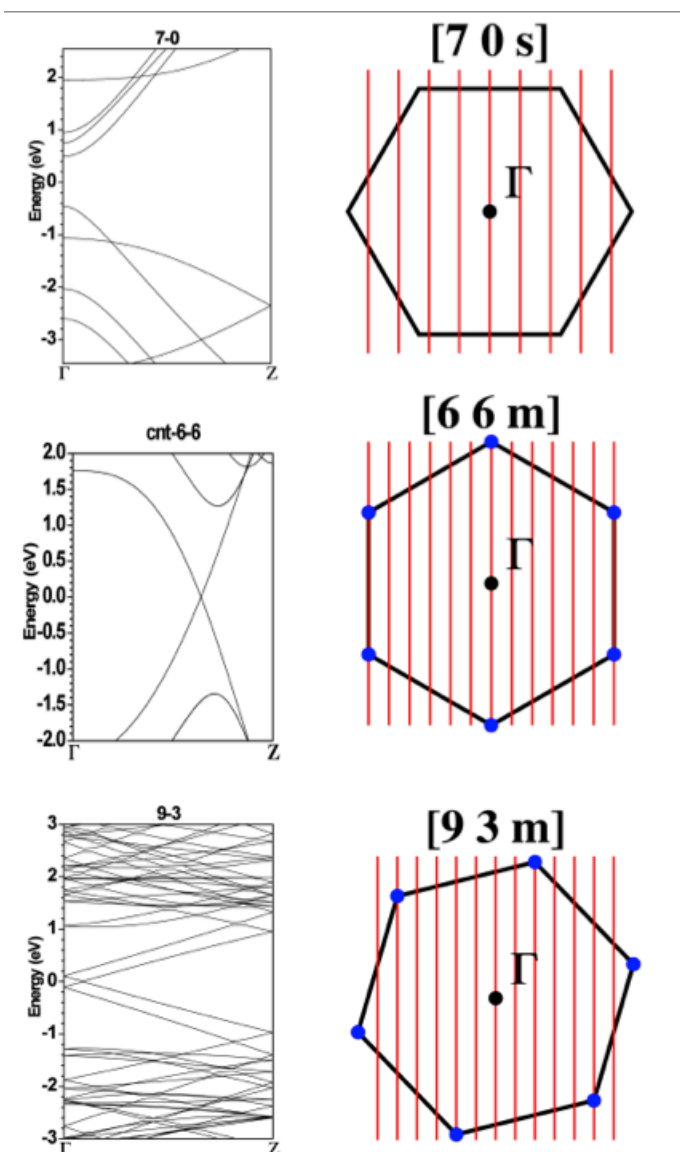 7-0
[7 0 s]
Energy (eV)
2
1
0
-1
-2
-3
Γ
Z
Γ
cnt-6-6
[6 6 m]
Energy (eV)
2.0
1.5
1.0
0.5
0.0
-0.5
-1.0
-1.5
-2.0
Γ
Z
Γ
9-3
[9 3 m]
Energy (eV)
3
2
1
0
-1
-2
-3
Γ
Z
Γ